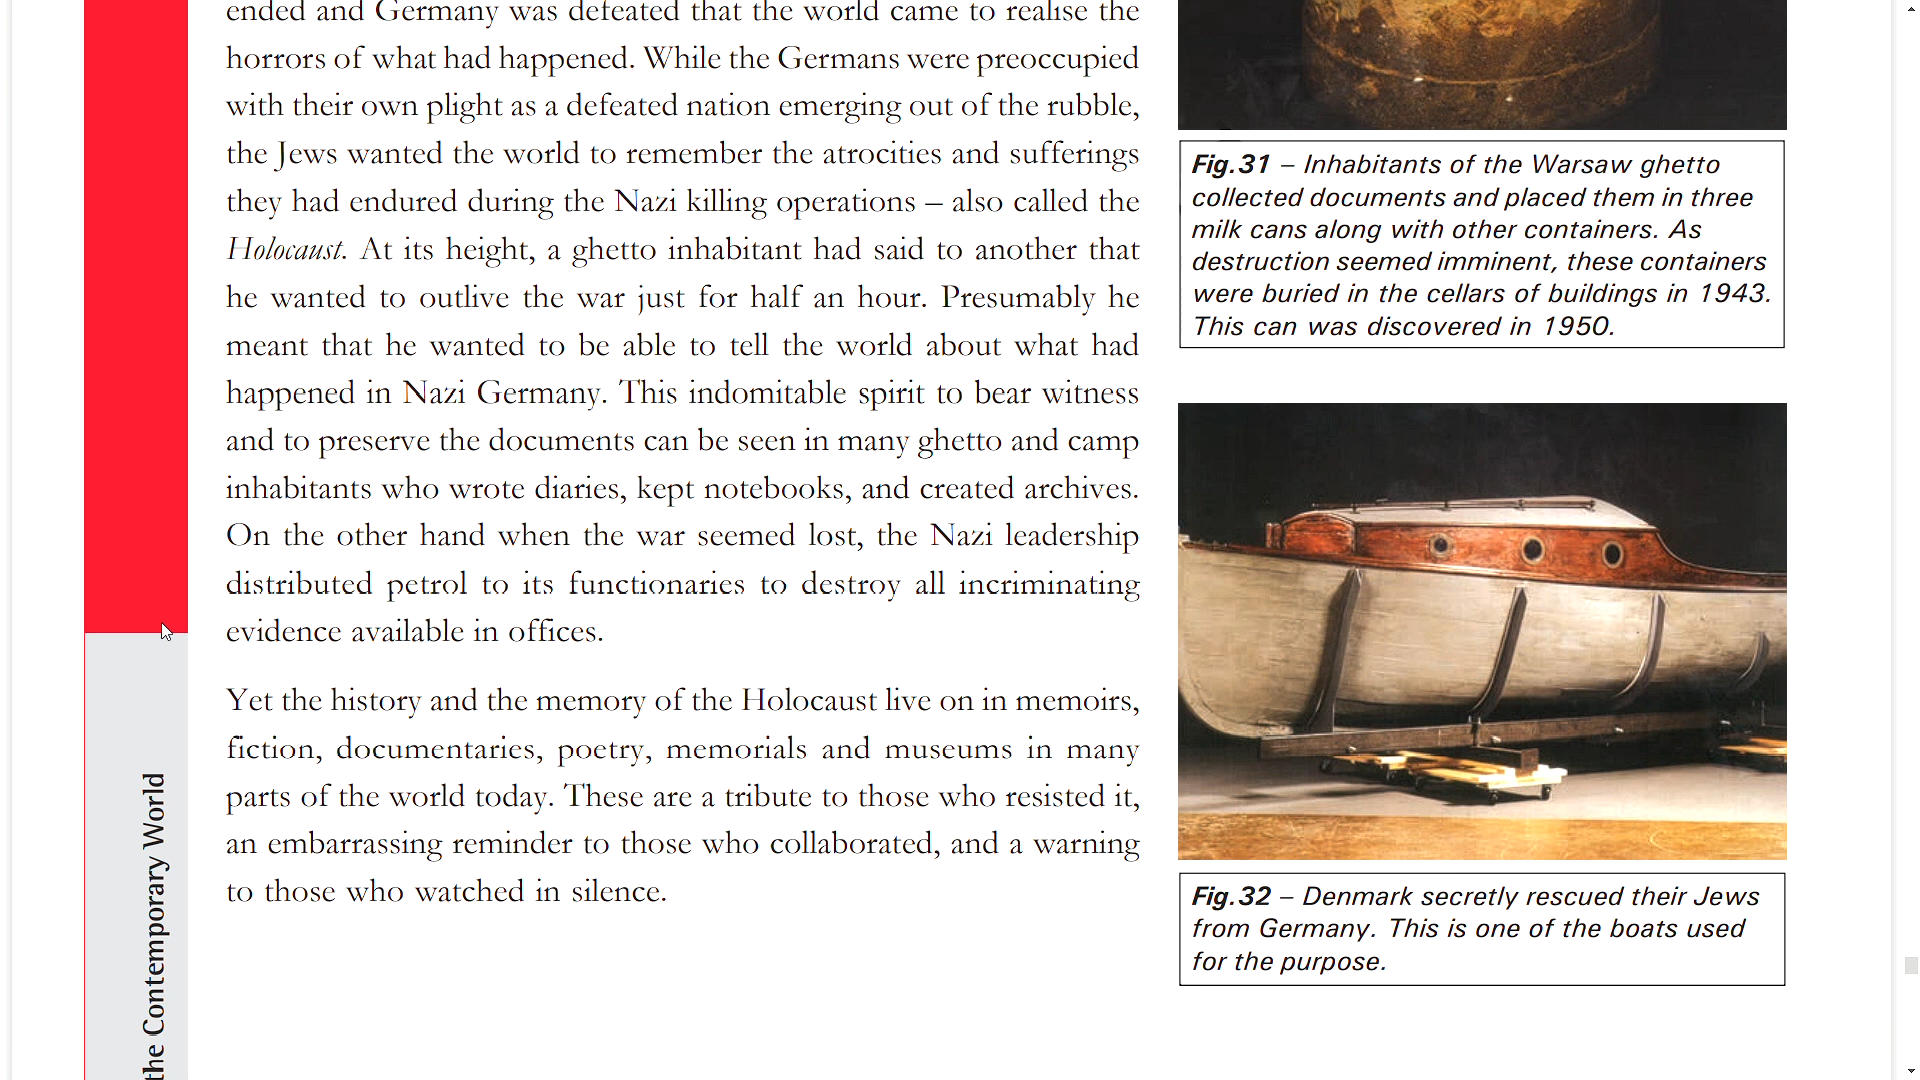 ended and Germany was defeated that the world came to realise the
horrors of what had happened. While the Germans were preoccupied
with their own plight as a defeated nation emerging out of the rubble,
the Jews wanted the world to remember the atrocities and sufferings
they had endured during the Nazi killing operations – also called the
Holocaust. At its height, a ghetto inhabitant had said to another that
he wanted to outlive the war just for half an hour. Presumably he
meant that he wanted to be able to tell the world about what had
happened in Nazi Germany. This indomitable spirit to bear witness
and to preserve the documents can be seen in many ghetto and camp
inhabitants who wrote diaries, kept notebooks, and created archives.
On the other hand when the war seemed lost, the Nazi leadership
distributed petrol to its functionaries to destroy all incriminating
evidence available in offices.
Yet the history and the memory of the Holocaust live on in memoirs,
fiction, documentaries, poetry, memorials and museums in many
parts of the world today. These are a tribute to those who resisted it,
an embarrassing reminder to those who collaborated, and a warning
to those who watched in silence.
Fig.31 – Inhabitants of the Warsaw ghetto
collected documents and placed them in three
milk cans along with other containers. As
destruction seemed imminent, these containers
were buried in the cellars of buildings in 1943.
This can was discovered in 1950.
Fig.32 – Denmark secretly rescued their Jews
from Germany. This is one of the boats used
for the purpose.
the Contemporary World